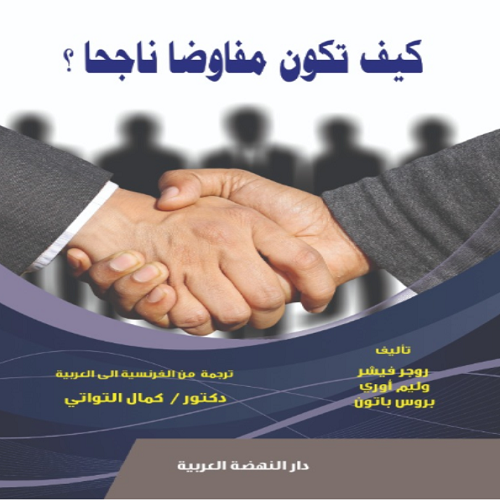 كيف تكون مفاوضا ناجحا ؟
تأليف
روجر فيشر
وليم أوري
بروس باتون
ترجمة من الفرنسية الى العربية
دكتور / كمال التواتي
دار النهضة العربية